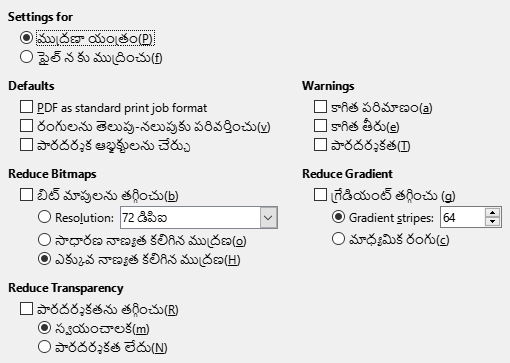 Settings for
ముద్రణా యంత్రం(P)
ఫైల్ న కు ముద్రించు(f)
Defaults
PDF as standard print job format
రంగులను తెలుపు-నలుపుకు పరివర్తించు(v)
పారదర్శక ఆబ్జక్టులను చేర్చు
Warnings
కాగిత పరిమాణం(a)
కాగిత తీరు(e)
పారదర్శకత(T)
Reduce Bitmaps
బిట్ మాపులను తగ్గించు(b)
Resolution: 72 డిపిఐ
సాధారణ నాణ్యత కలిగిన ముద్రణ(o)
ఎక్కువ నాణ్యత కలిగిన ముద్రణ(H)
Reduce Gradient
గ్రేడియంట్ తగ్గించు (g)
Gradient stripes: 64
మాధ్యమిక రంగు(c)
Reduce Transparency
పారదర్శకతను తగ్గించు(R)
స్వయంచాలక(m)
పారదర్శకత లేదు(N)